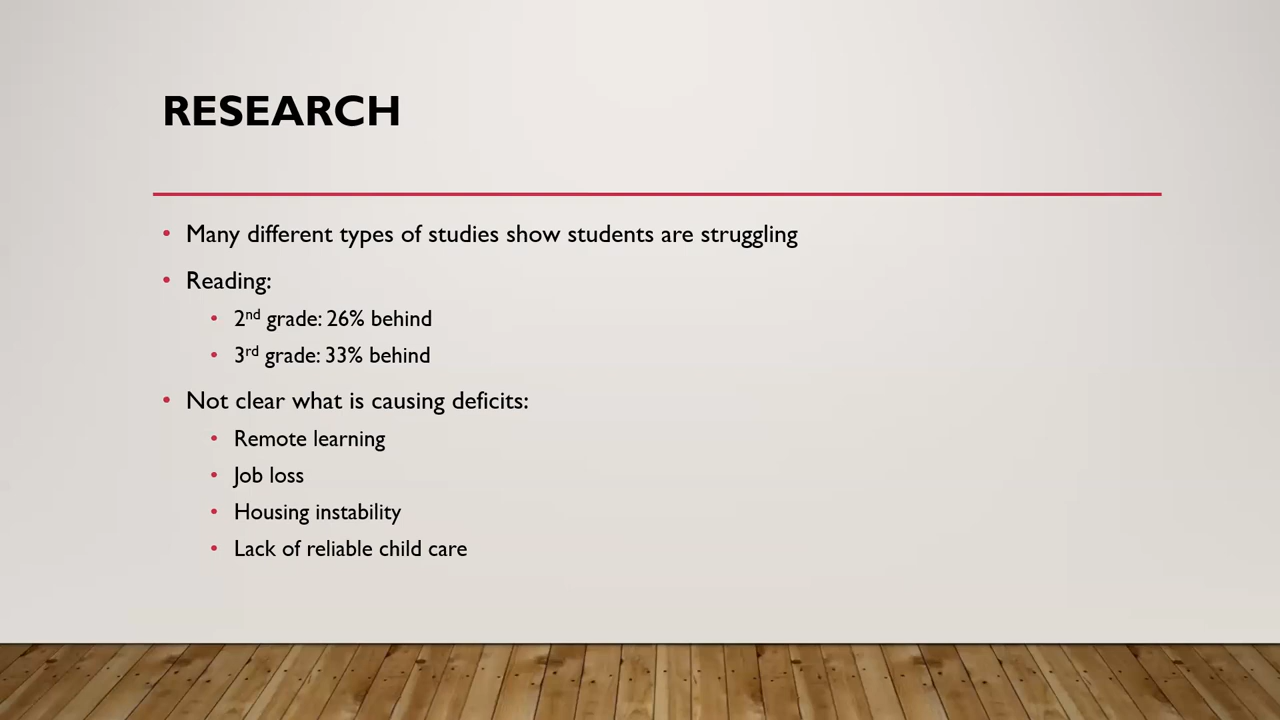 RESEARCH
• Many different types of studies show students are struggling
• Reading:
• 2nd grade: 26% behind
• 3rd grade: 33% behind
• Not clear what is causing deficits:
• Remote learning
• Job loss
• Housing instability
• Lack of reliable child care